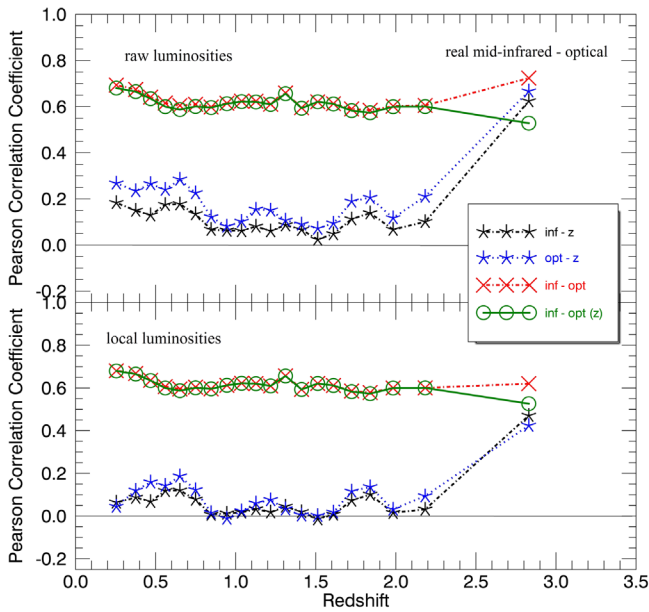 1.0
raw luminosities
real mid-infrared - optical
0.8
0.6
0.4
0.2
0.0
-0.2
Pearson Correlation Coefficient
inf - z
opt - z
inf - opt
inf - opt (z)
1.0
local luminosities
0.8
0.6
0.4
0.2
0.0
-0.2
Pearson Correlation Coefficient
0.0 0.5 1.0 1.5 2.0 2.5 3.0 3.5
Redshift